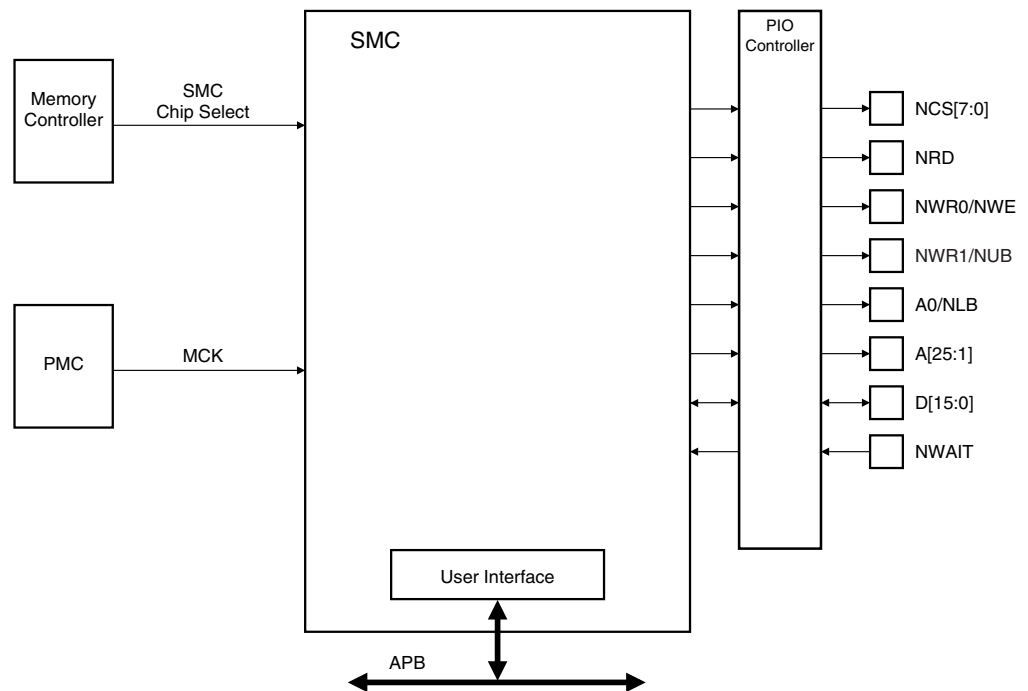 SMC
PIO
Controller
Memory
Controller
SMC
Chip Select
NCS[7:0]
NRD
NWR0/NWE
NWR1/NUB
A0/NLB
PMC
MCK
A[25:1]
D[15:0]
NWAIT
User Interface
APB